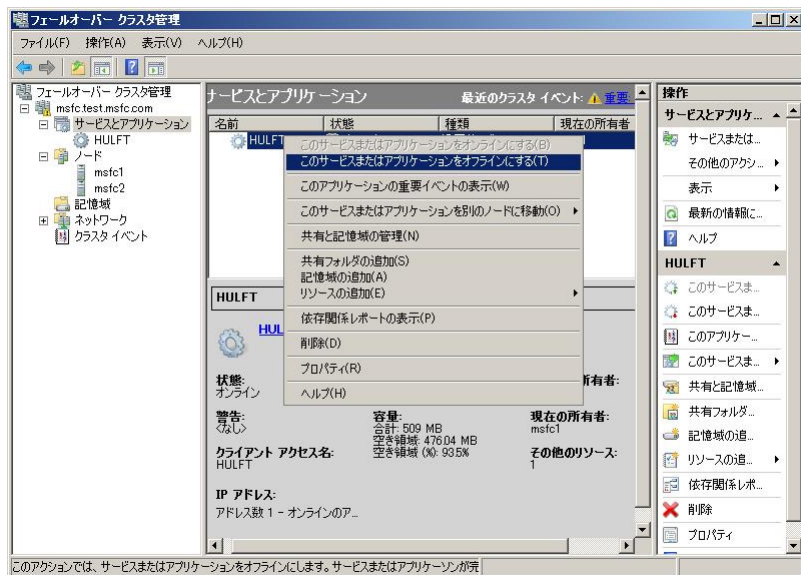 フェールオーバー クラスタ管理
ファイル(F) 操作(A) 表示(V) ヘルプ(H)
フェールオーバー クラスタ管理
msfc.test.msfc.com
サービスとアプリケーション
HULFT
ノード
msfc1
msfc2
記憶域
ネットワーク
クラスタ イベント
サービスとアプリケーション 最近のクラスタ イベント: 重要
名前 状態 種類 現在の所有者
HULFT
このサービスまたはアプリケーションをオンラインにする(B)
このサービスまたはアプリケーションをオフラインにする(T)
このアプリケーションの重要イベントの表示(W)
このサービスまたはアプリケーションを別のノードに移動(O)
共有と記憶域の管理(N)
共有フォルダの追加(S)
記憶域の追加(A)
リソースの追加(E)
依存関係レポートの表示(P)
削除(D)
プロパティ(R)
ヘルプ(H)
HULFT
HUL
状態:
オンライン
所有者:
警告:
<なし>
容量:
合計: 509 MB
空き領域: 476.04 MB
空き領域 (%): 93.5%
現在の所有者:
msfc1
クライアント アクセス名:
HULFT
その他のリソース:
1
IP アドレス:
アドレス数 1 - オンラインのア...
操作
サービスとアプリケ...
サービスまたは...
その他のアクシ...
表示
最新の情報に...
ヘルプ
HULFT
このサービスま...
このサービスま...
このアプリケー...
このサービスま...
共有と記憶域...
共有フォルダ...
記憶域の追...
リソースの追...
依存関係レポ...
削除
プロパティ
このアクションでは、サービスまたはアプリケーションをオフラインにします。サービスまたはアプリケーションが完